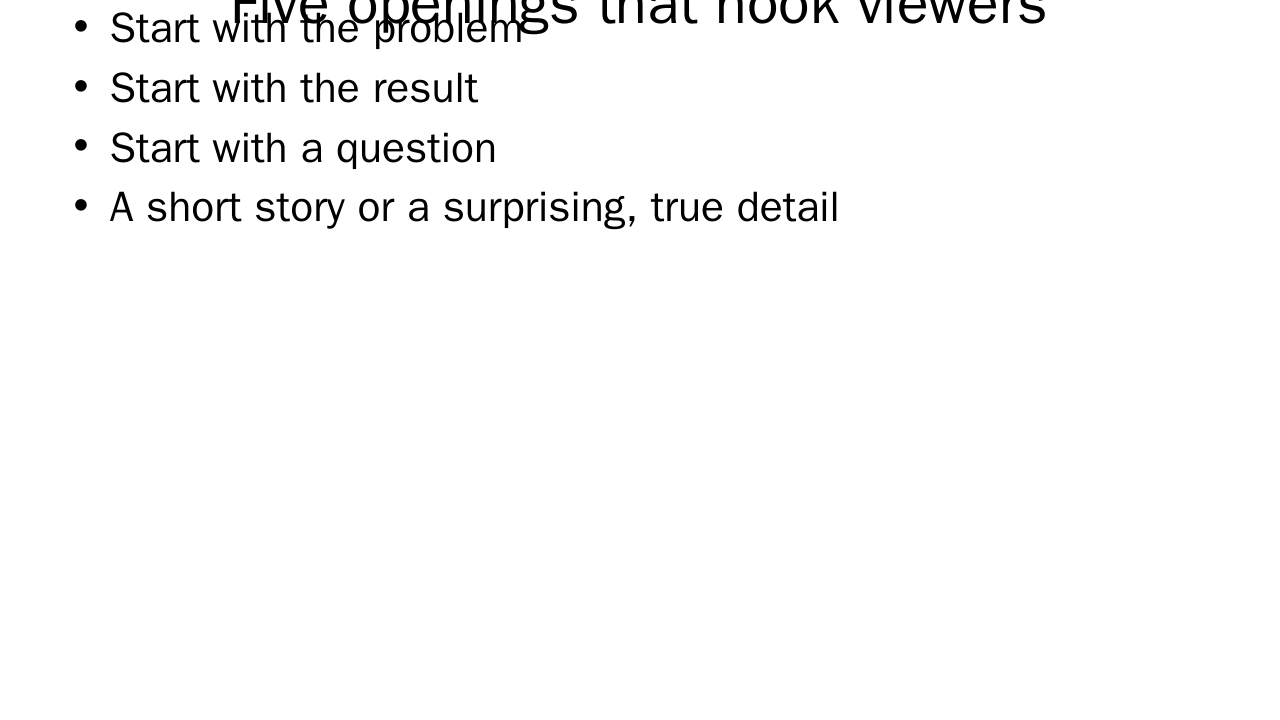 Five openings that hook viewers
Start with the problem
Start with the result
Start with a question
A short story or a surprising, true detail